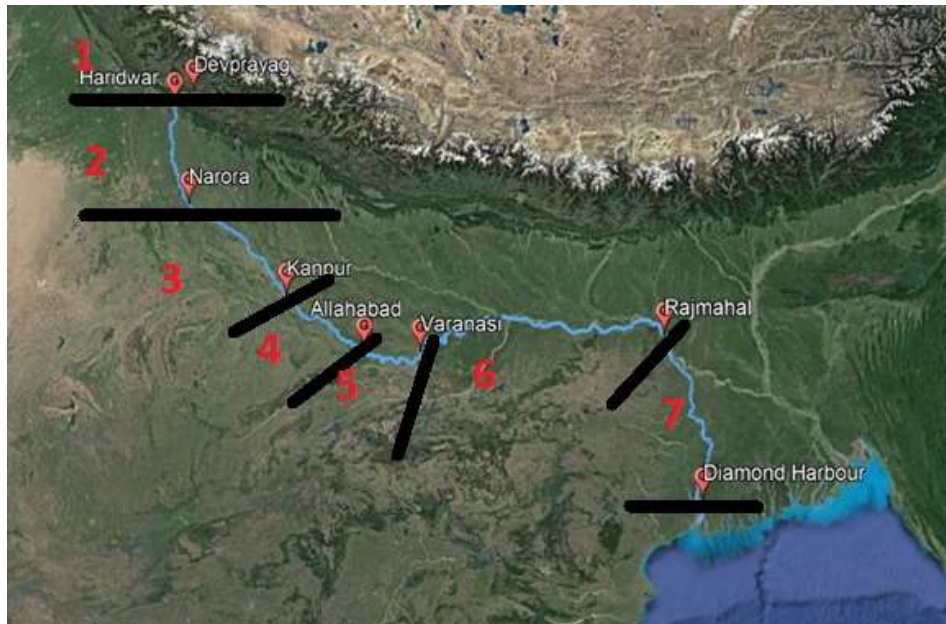 1
Devprayag
Haridwar
2
Narora
3
Kanpur
Allahabad
4
Varanasi
5
6
Rajmahal
7
Diamond Harbour